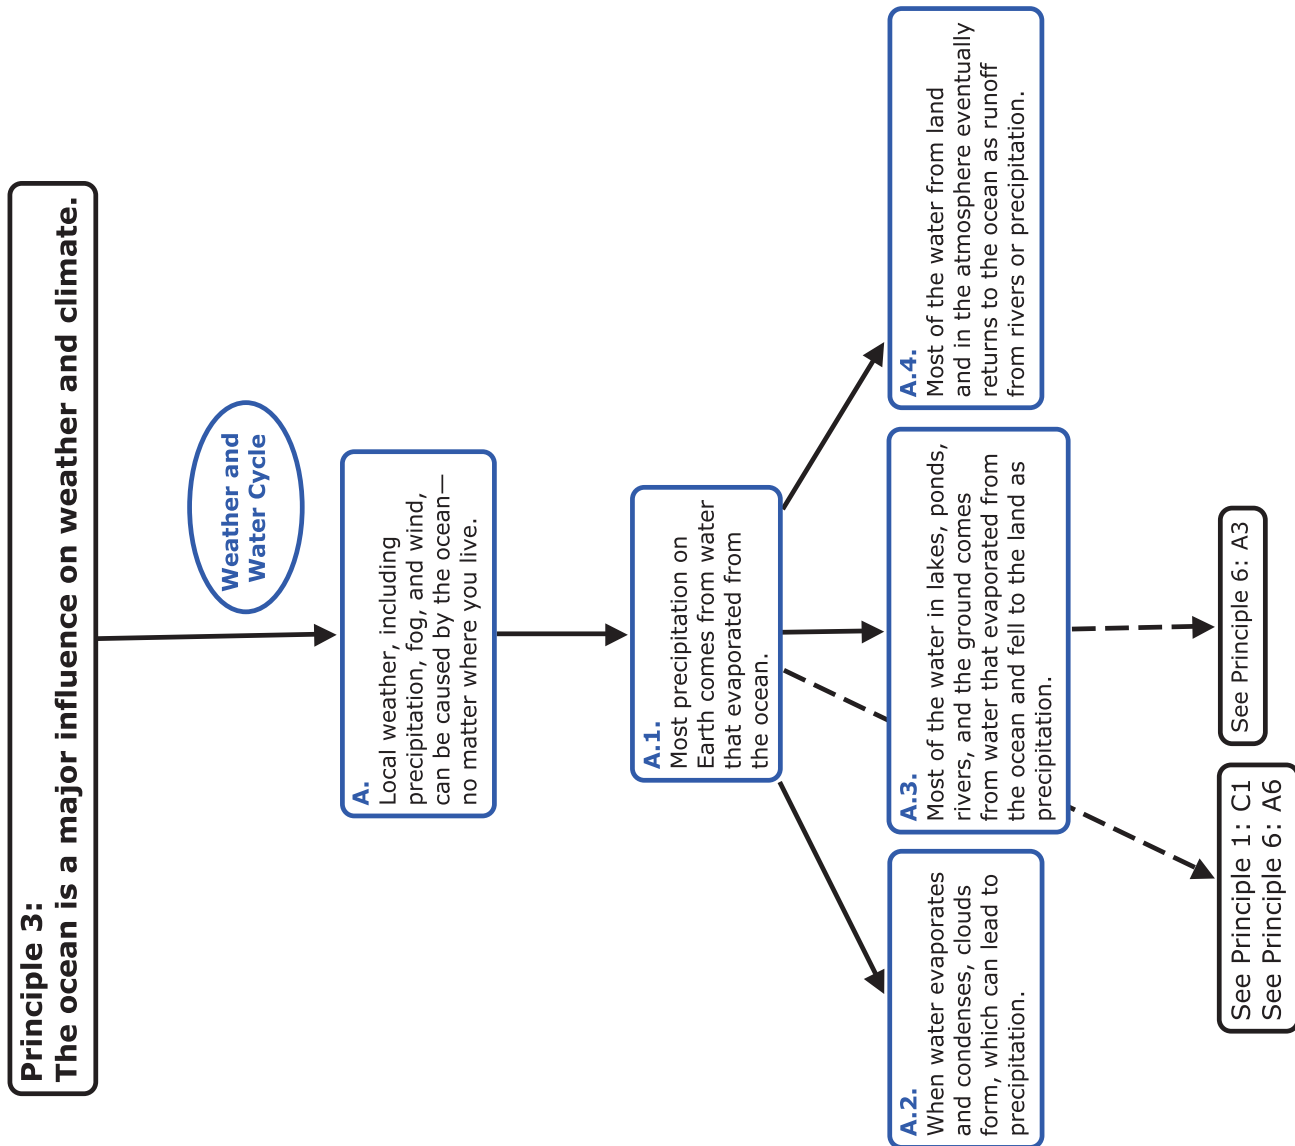 Principle 3:
The ocean is a major influence on weather and climate.
Weather and
Water Cycle
A.
Local weather, including
precipitation, fog, and wind,
can be caused by the ocean—
no matter where you live.
A.1.
Most precipitation on
Earth comes from water
that evaporated from
the ocean.
A.2.
When water evaporates
and condenses, clouds
form, which can lead to
precipitation.
A.3.
Most of the water in lakes, ponds,
rivers, and the ground comes
from water that evaporated from
the ocean and fell to the land as
precipitation.
A.4.
Most of the water from land
and in the atmosphere eventually
returns to the ocean as runoff
from rivers or precipitation.
See Principle 1: C1
See Principle 6: A6
See Principle 6: A3